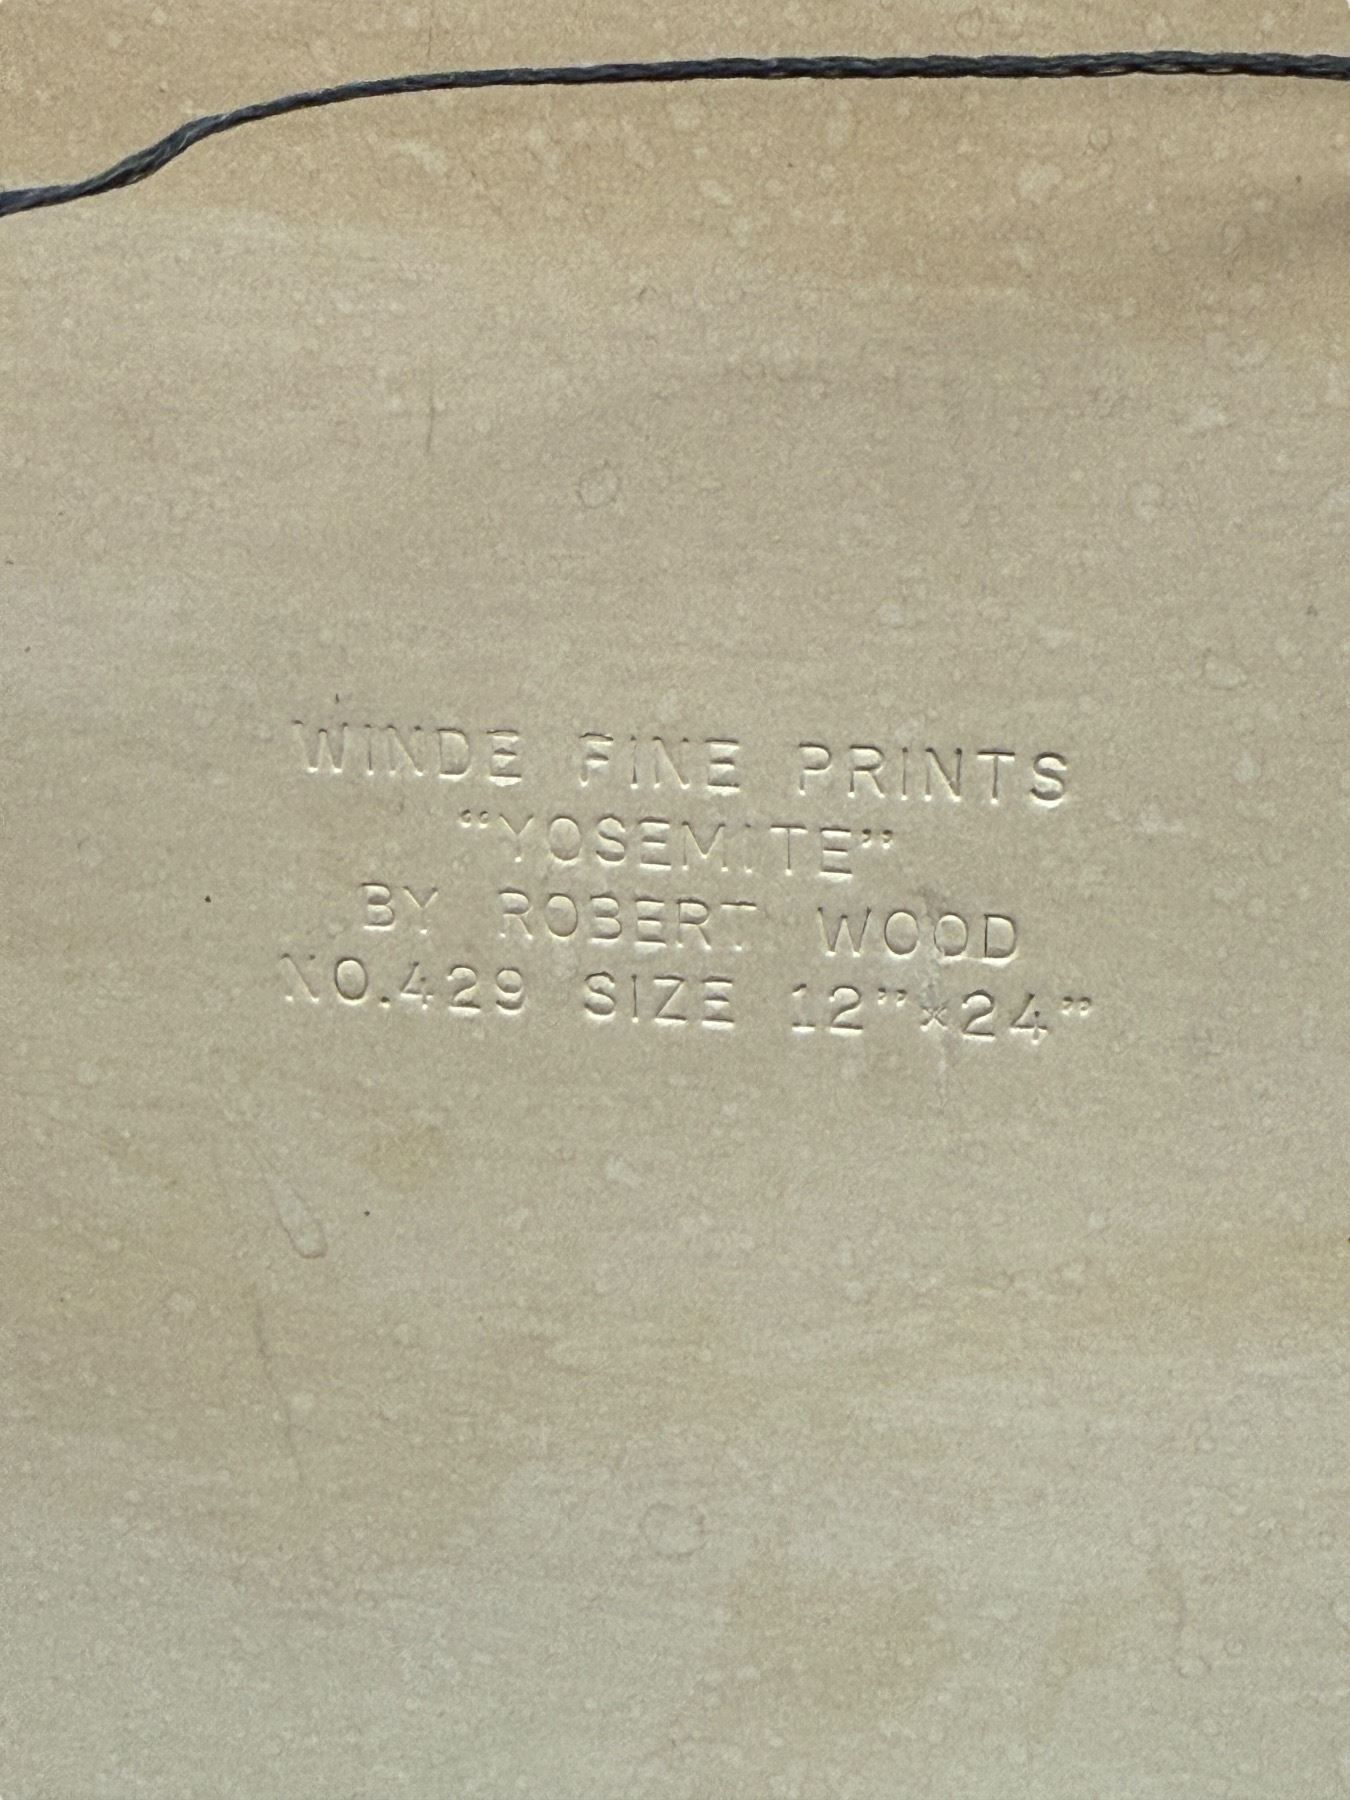 WINDE FINE PRINTS
“YOSEMITE”
BY ROBERT WOOD
NO.429 SIZE 12”×24”